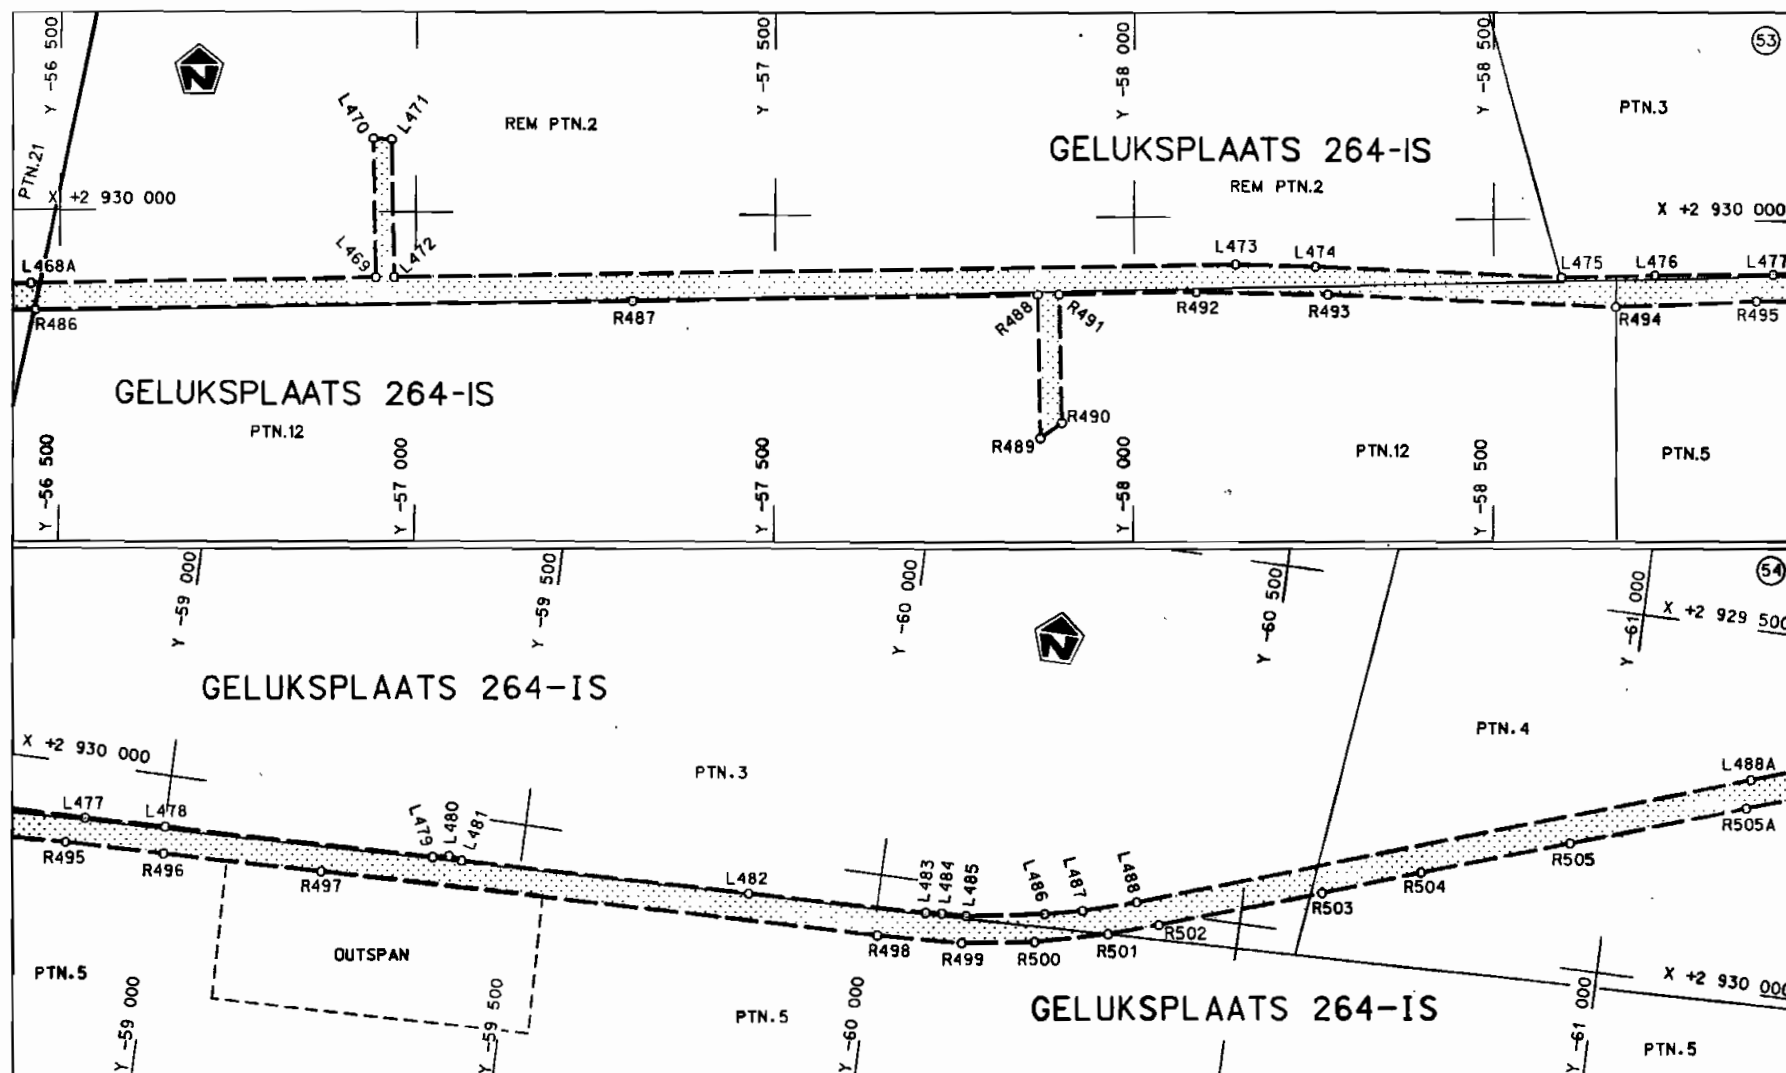 Y -56 500
Y -57 500
Y -58 000
Y -58 500
53
N
L470
L471
REM PTN.2
PTN.3
GELUKSPLAATS 264-IS
PTN.21
X +2 930 000
REM PTN.2
X +2 930 000
L468A
L469
L472
L473
L474
L475
L476
L477
R486
R487
R488
R491
R492
R493
R494
R495
GELUKSPLAATS 264-IS
PTN.12
R489
R490
PTN.12
PTN.5
Y -56 500
Y -57 000
Y -57 500
Y -58 000
Y -58 500
Y -59 000
Y -59 500
Y -60 000
Y -60 500
Y -61 000
54
X +2 929 500
N
GELUKSPLAATS 264-IS
X +2 930 000
PTN.3
PTN.4
L477
L478
L479
L480
L481
L482
L483
L484
L485
L486
L487
L488
L488A
R495
R496
R497
R498
R499
R500
R501
R502
R503
R504
R505
R505A
OUTSPAN
PTN.5
PTN.5
GELUKSPLAATS 264-IS
X +2 930 000
PTN.5
Y -59 000
Y -59 500
Y -60 000
Y -61 000